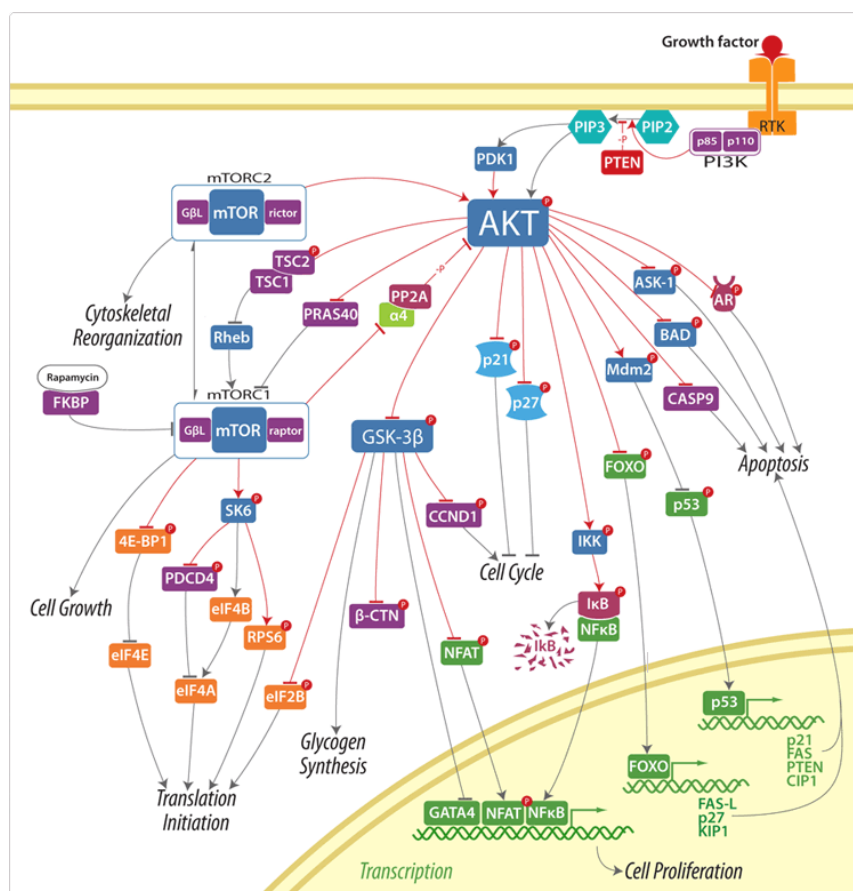 Growth factor
RTK
PIP3
PIP2
-P
PTEN
p85
p110
PI3K
PDK1
mTORC2
GβL
mTOR
rictor
AKT
P
TSC2
P
TSC1
PP2A
α4
-P
PRAS40
ASK-1
P
AR
P
Cytoskeletal
Reorganization
Rheb
BAD
P
p21
P
Mdm2
P
p27
P
CASP9
P
Rapamycin
FKBP
mTORC1
GβL
mTOR
raptor
GSK-3β
P
FOXO
P
Apoptosis
SK6
P
CCND1
P
p53
P
4E-BP1
P
IKK
P
PDCD4
P
Cell Cycle
Cell Growth
eIF4B
β-CTN
P
IκB
P
NFκB
RPS6
P
IkB
eIF4E
NFAT
P
eIF4A
eIF2B
P
p53
Glycogen
Synthesis
p21
FAS
PTEN
CIP1
FOXO
Translation
Initiation
FAS-L
p27
KIP1
GATA4
NFAT
P
NFκB
Transcription
Cell Proliferation